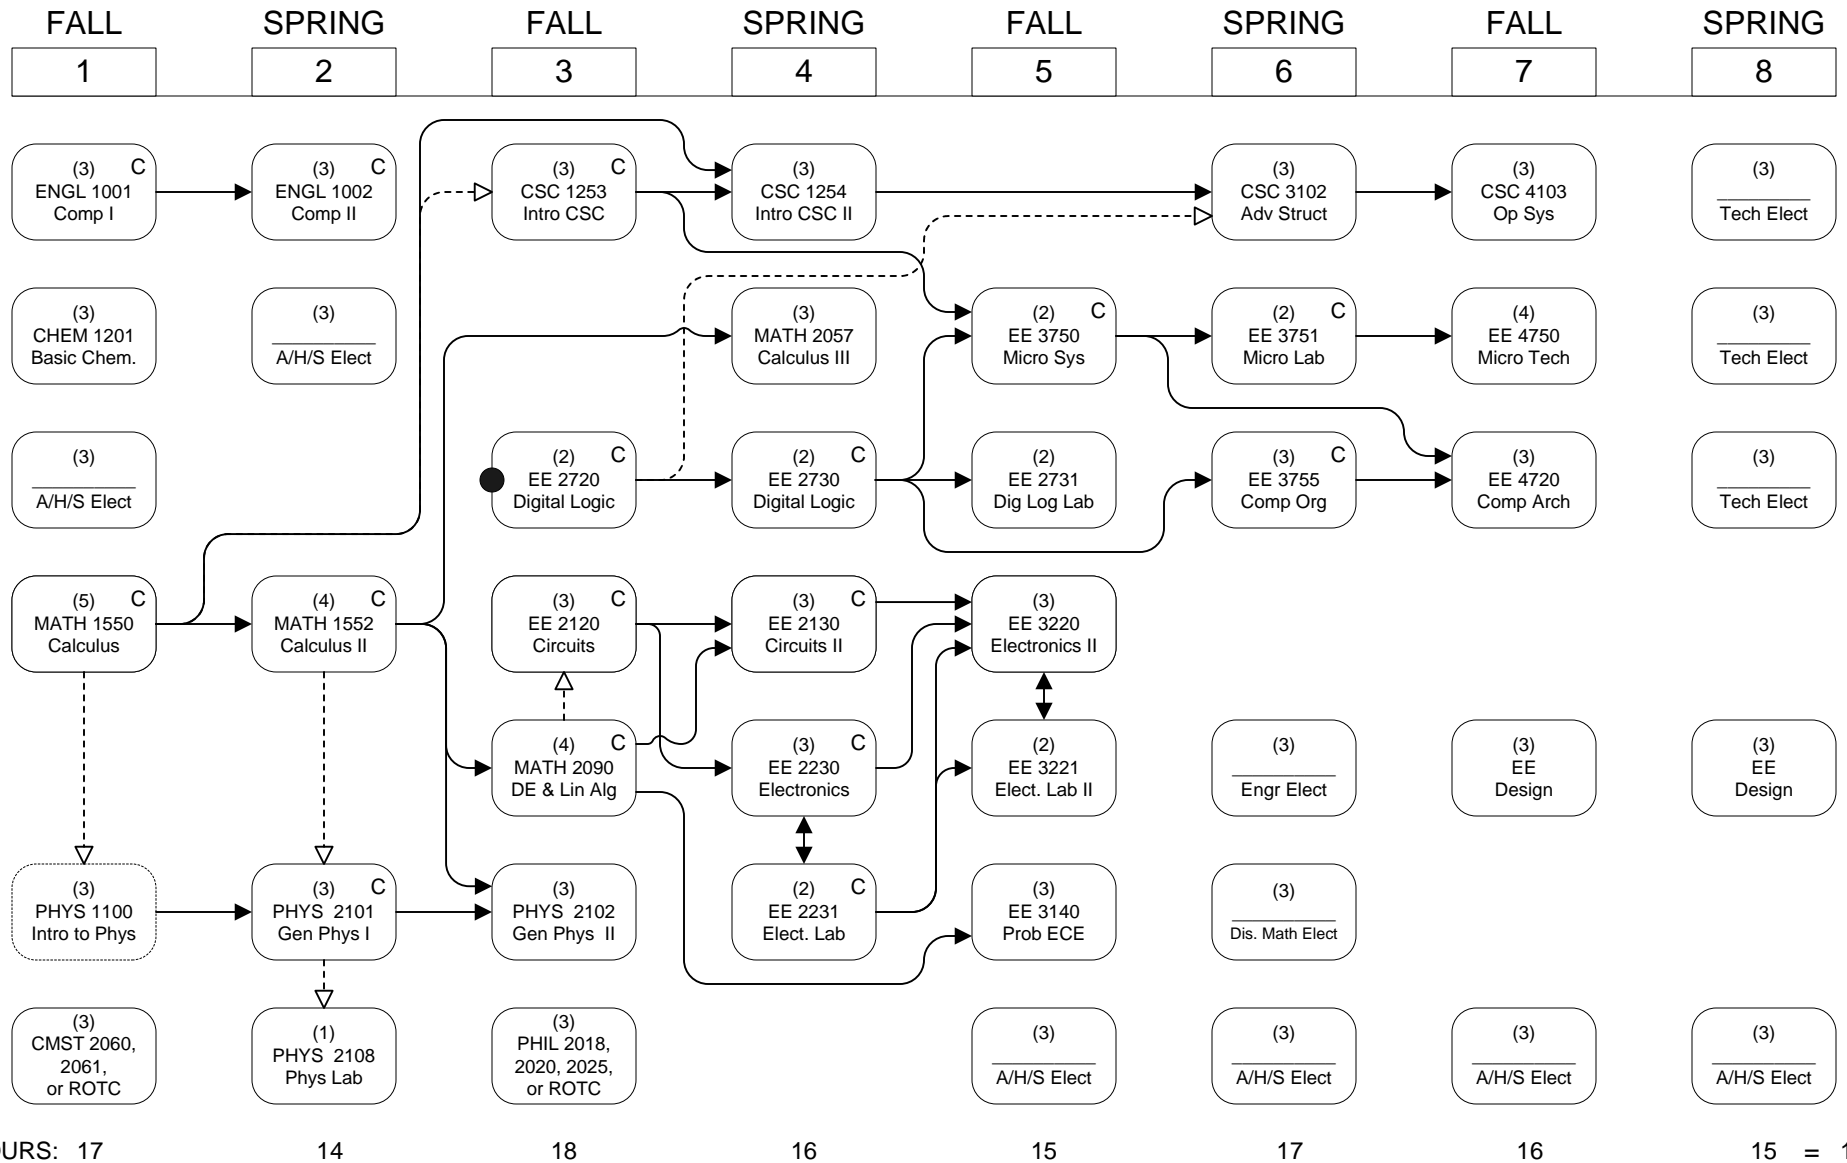 FALL SPRING FALL SPRING FALL SPRING FALL SPRING
1 2 3 4 5 6 7 8
(3) C
ENGL 1001
Comp I
(3) C
ENGL 1002
Comp II
(3) C
CSC 1253
Intro CSC
(3)
CSC 1254
Intro CSC II
(3)
CSC 3102
Adv Struct
(3)
CSC 4103
Op Sys
(3)
Tech Elect
(3)
CHEM 1201
Basic Chem.
(3)
A/H/S Elect
(3)
MATH 2057
Calculus III
(2) C
EE 3750
Micro Sys
(2) C
EE 3751
Micro Lab
(4)
EE 4750
Micro Tech
(3)
Tech Elect
(3)
A/H/S Elect
(2) C
EE 2720
Digital Logic
(2) C
EE 2730
Digital Logic
(2)
EE 2731
Dig Log Lab
(3) C
EE 3755
Comp Org
(3)
EE 4720
Comp Arch
(3)
Tech Elect
(5) C
MATH 1550
Calculus
(4) C
MATH 1552
Calculus II
(3) C
EE 2120
Circuits
(3) C
EE 2130
Circuits II
(3)
EE 3220
Electronics II
(4) C
MATH 2090
DE & Lin Alg
(3) C
EE 2230
Electronics
(2)
EE 3221
Elect. Lab II
(3)
Engr Elect
(3)
EE
Design
(3)
EE
Design
(3)
PHYS 1100
Intro to Phys
(3) C
PHYS 2101
Gen Phys I
(3)
PHYS 2102
Gen Phys II
(2) C
EE 2231
Elect. Lab
(3)
EE 3140
Prob ECE
(3)
Dis. Math Elect
(3)
CMST 2060,
2061,
or ROTC
(1)
PHYS 2108
Phys Lab
(3)
PHIL 2018,
2020, 2025,
or ROTC
(3)
A/H/S Elect
(3)
A/H/S Elect
(3)
A/H/S Elect
(3)
A/H/S Elect
OURS: 17 14 18 16 15 17 16 15 =